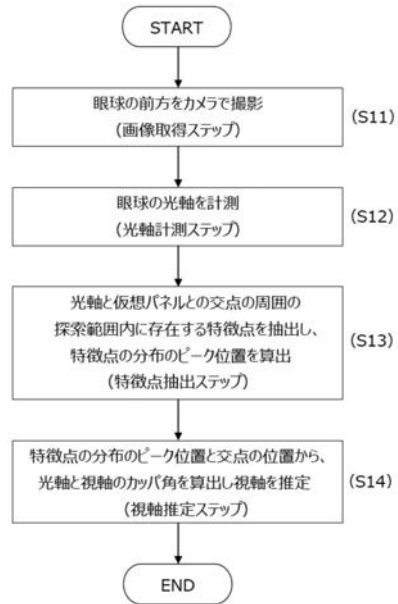 START
眼球の前方をカメラで撮影
(画像取得ステップ)
(S11)
眼球の光軸を計測
(光軸計測ステップ)
(S12)
光軸と仮想パネルとの交点の周囲の
探索範囲内に存在する特徴点を抽出し、
特徴点の分布のピーク位置を算出
(特徴点抽出ステップ)
(S13)
特徴点の分布のピーク位置と交点の位置から、
光軸と視軸のカッパ角を算出し視軸を推定
(視軸推定ステップ)
(S14)
END